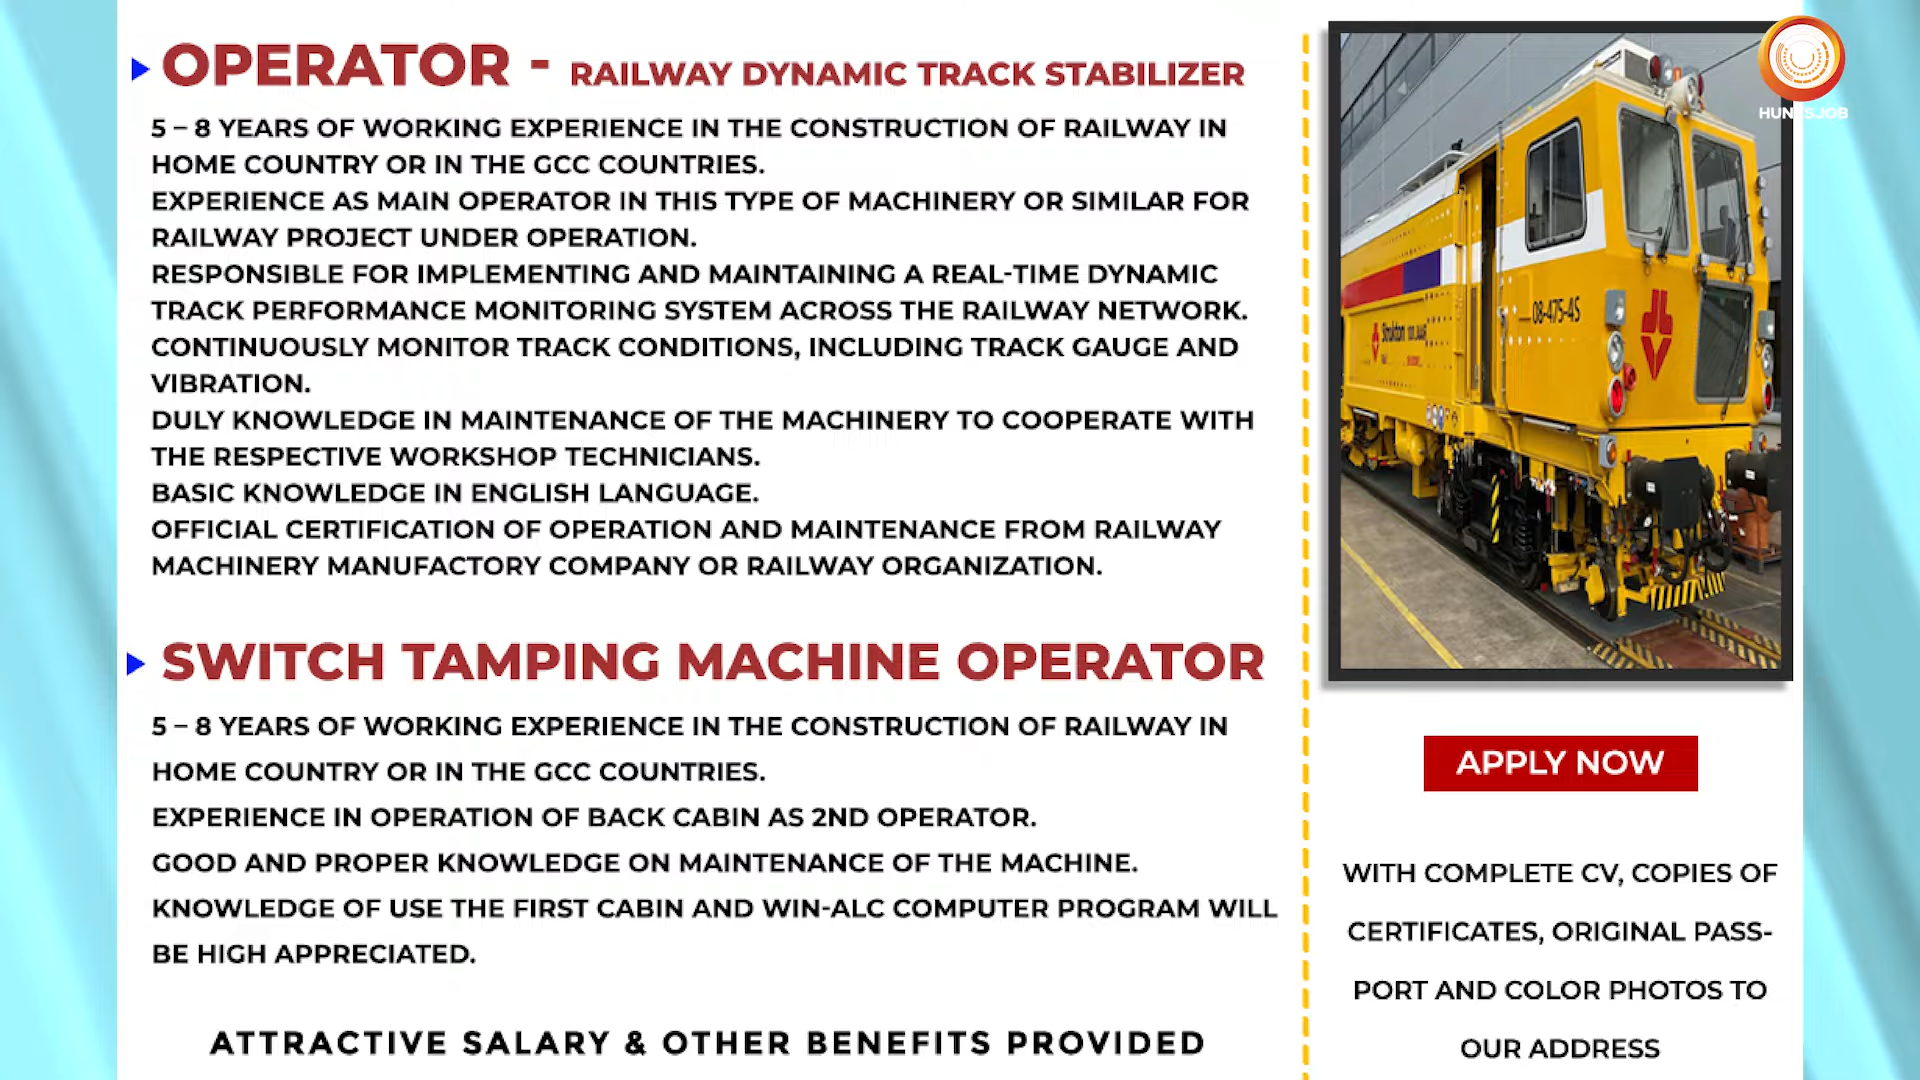 OPERATOR - RAILWAY DYNAMIC TRACK STABILIZER
5 – 8 YEARS OF WORKING EXPERIENCE IN THE CONSTRUCTION OF RAILWAY IN
HOME COUNTRY OR IN THE GCC COUNTRIES.
EXPERIENCE AS MAIN OPERATOR IN THIS TYPE OF MACHINERY OR SIMILAR FOR
RAILWAY PROJECT UNDER OPERATION.
RESPONSIBLE FOR IMPLEMENTING AND MAINTAINING A REAL-TIME DYNAMIC
TRACK PERFORMANCE MONITORING SYSTEM ACROSS THE RAILWAY NETWORK.
CONTINUOUSLY MONITOR TRACK CONDITIONS, INCLUDING TRACK GAUGE AND
VIBRATION.
DULY KNOWLEDGE IN MAINTENANCE OF THE MACHINERY TO COOPERATE WITH
THE RESPECTIVE WORKSHOP TECHNICIANS.
BASIC KNOWLEDGE IN ENGLISH LANGUAGE.
OFFICIAL CERTIFICATION OF OPERATION AND MAINTENANCE FROM RAILWAY
MACHINERY MANUFACTORY COMPANY OR RAILWAY ORGANIZATION.
SWITCH TAMPING MACHINE OPERATOR
5 – 8 YEARS OF WORKING EXPERIENCE IN THE CONSTRUCTION OF RAILWAY IN
HOME COUNTRY OR IN THE GCC COUNTRIES.
EXPERIENCE IN OPERATION OF BACK CABIN AS 2ND OPERATOR.
GOOD AND PROPER KNOWLEDGE ON MAINTENANCE OF THE MACHINE.
KNOWLEDGE OF USE THE FIRST CABIN AND WIN-ALC COMPUTER PROGRAM WILL
BE HIGH APPRECIATED.
ATTRACTIVE SALARY & OTHER BENEFITS PROVIDED
HUNTSJOB
08-475-4S
Strukton
APPLY NOW
WITH COMPLETE CV, COPIES OF
CERTIFICATES, ORIGINAL PASS-
PORT AND COLOR PHOTOS TO
OUR ADDRESS